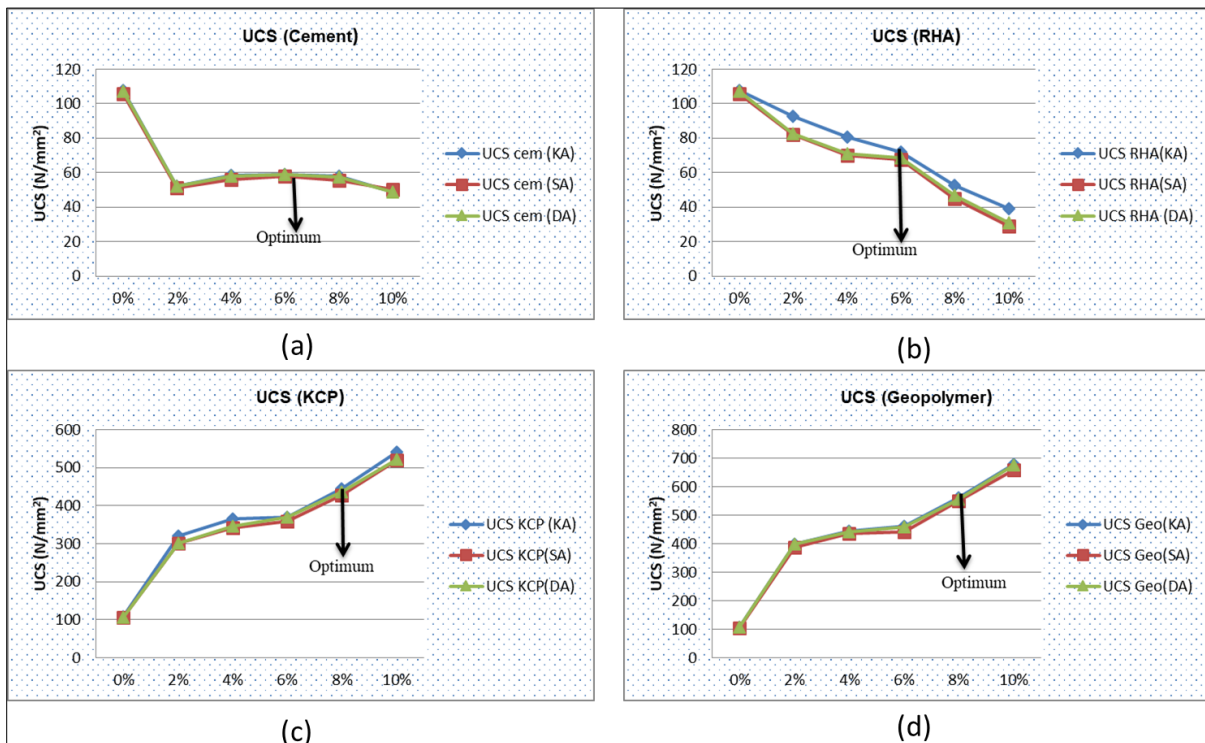 UCS (Cement)
120
100
80
60
40
20
0
UCS (N/mm²)
0% 2% 4% 6% 8% 10%
Optimum
UCS cem (KA)
UCS cem (SA)
UCS cem (DA)
(a)
UCS (RHA)
120
100
80
60
40
20
0
UCS (N/mm²)
0% 2% 4% 6% 8% 10%
Optimum
UCS RHA(KA)
UCS RHA(SA)
UCS RHA (DA)
(b)
UCS (KCP)
600
500
400
300
200
100
0
UCS (N/mm²)
0% 2% 4% 6% 8% 10%
Optimum
UCS KCP (KA)
UCS KCP(SA)
UCS KCP(DA)
(c)
UCS (Geopolymer)
800
700
600
500
400
300
200
100
0
UCS (N/mm²)
0% 2% 4% 6% 8% 10%
Optimum
UCS Geo(KA)
UCS Geo(SA)
UCS Geo(DA)
(d)